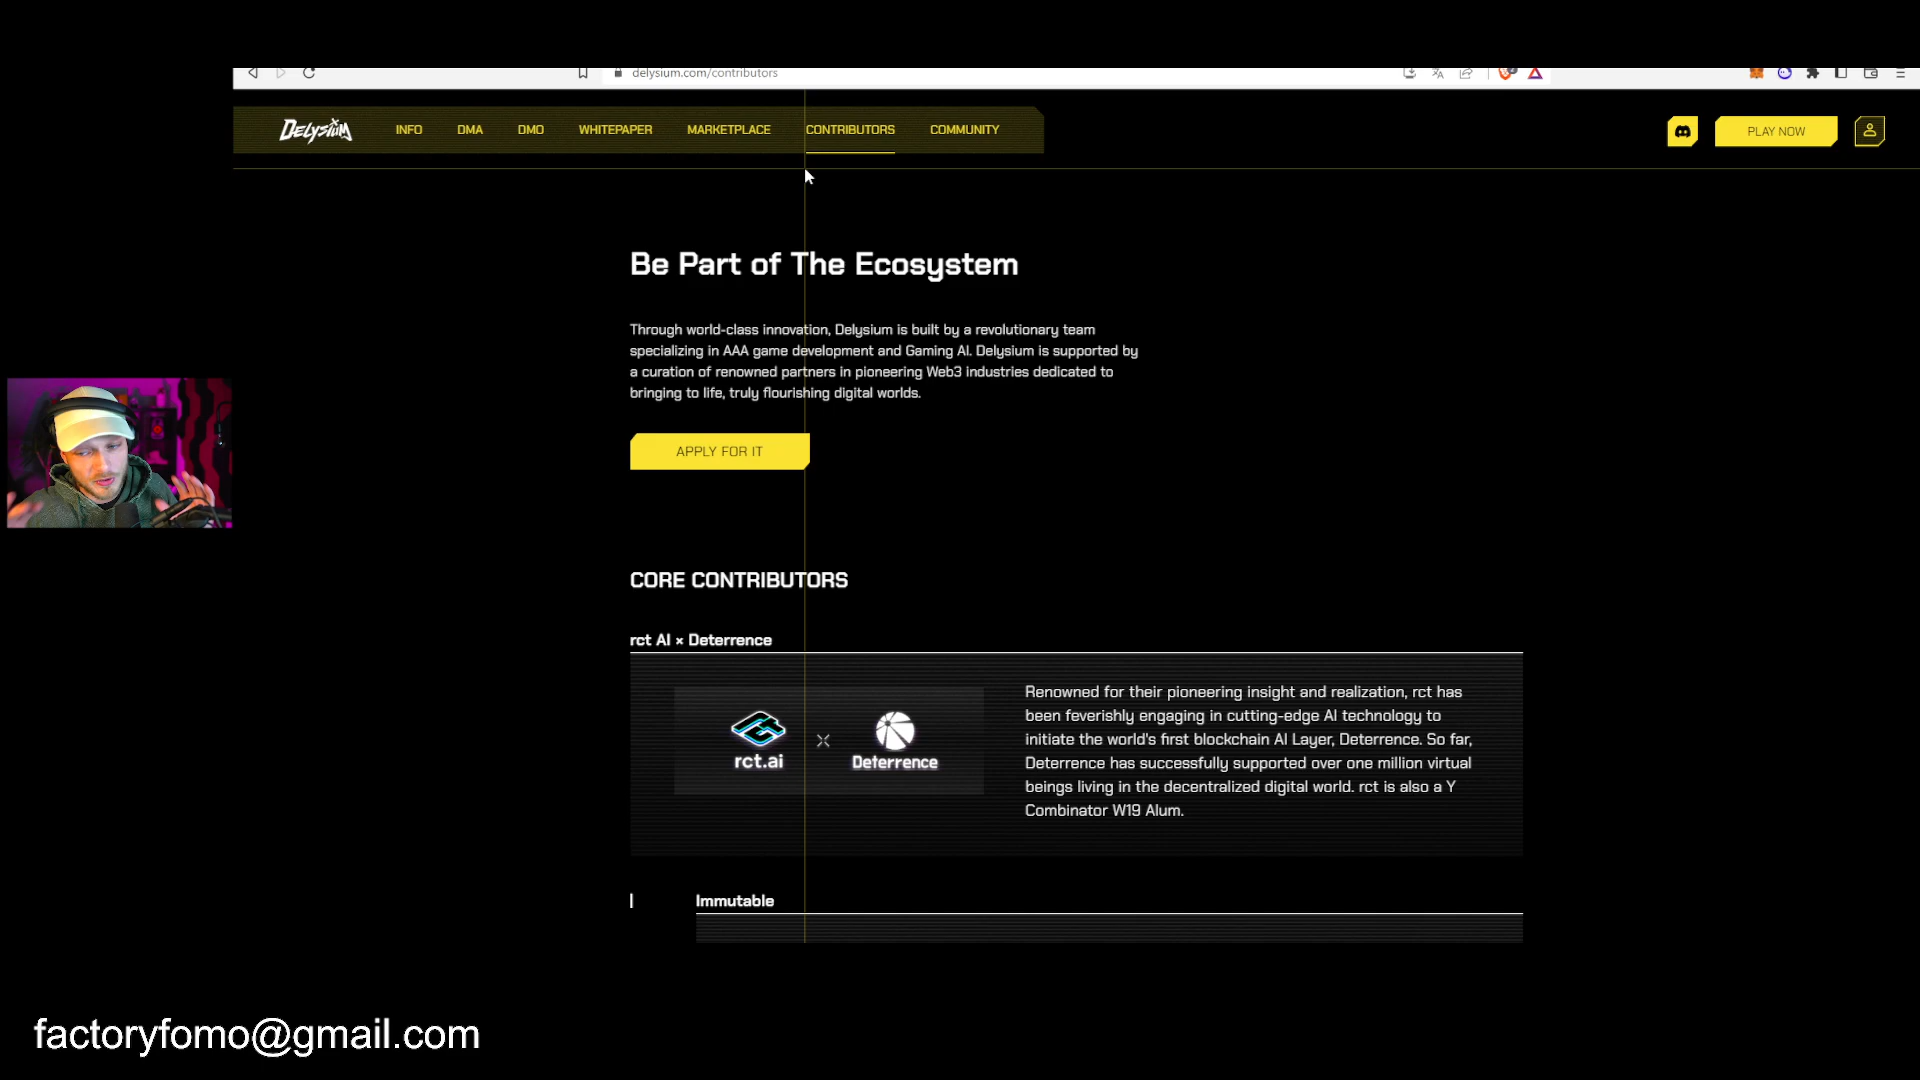 delysium.com/contributors
DELYSIUM
INFO
DMA
DMO
WHITEPAPER
MARKETPLACE
CONTRIBUTORS
COMMUNITY
PLAY NOW
Be Part of The Ecosystem
Through world-class innovation, Delysium is built by a revolutionary team
specializing in AAA game development and Gaming AI. Delysium is supported by
a curation of renowned partners in pioneering Web3 industries dedicated to
bringing to life, truly flourishing digital worlds.
APPLY FOR IT
CORE CONTRIBUTORS
rct AI × Deterrence
rct.ai
Deterrence
Renowned for their pioneering insight and realization, rct has
been feverishly engaging in cutting-edge AI technology to
initiate the world's first blockchain AI Layer, Deterrence. So far,
Deterrence has successfully supported over one million virtual
beings living in the decentralized digital world. rct is also a Y
Combinator W19 Alum.
Immutable
factoryfomo@gmail.com